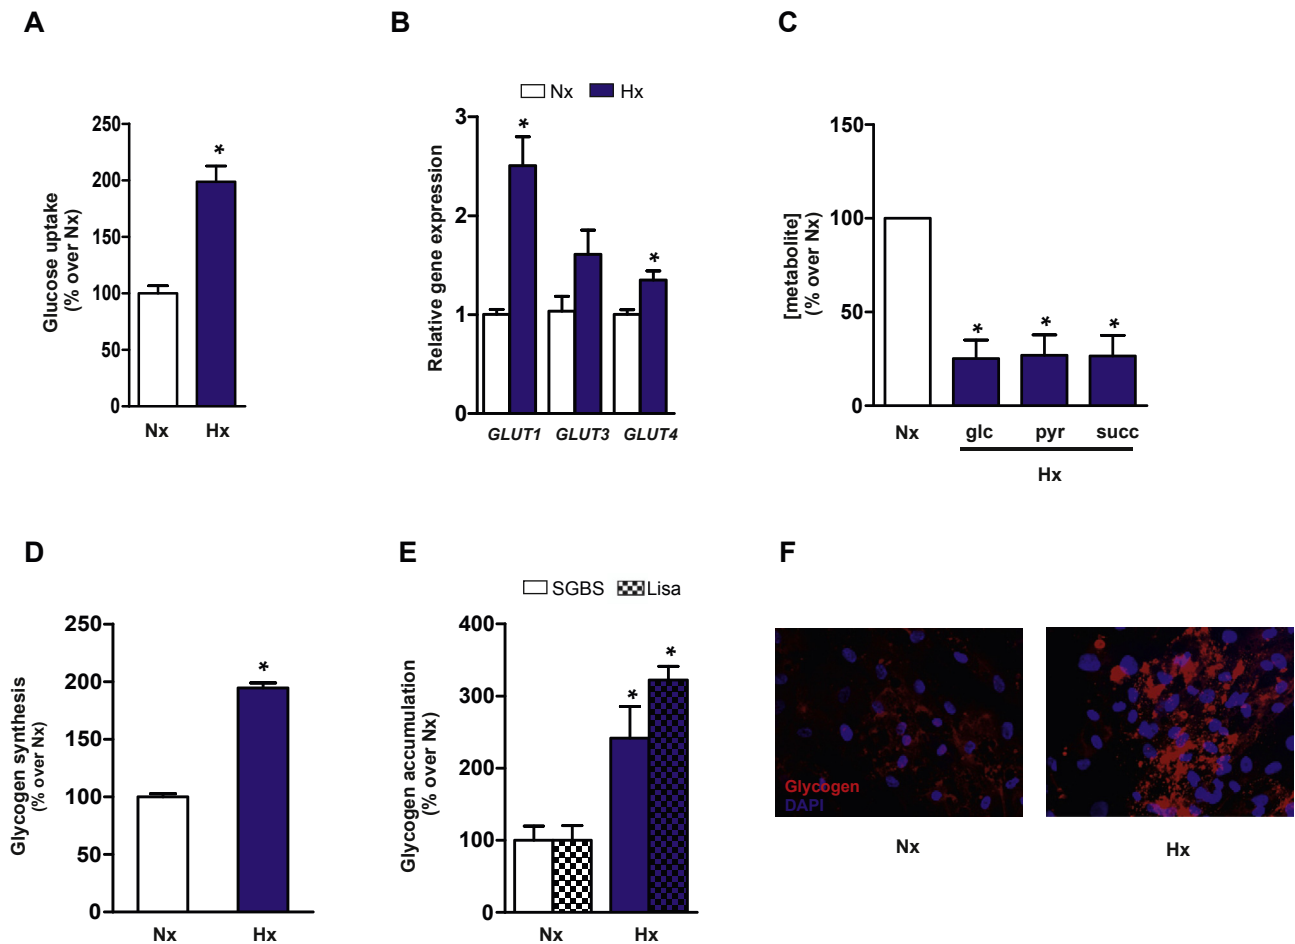 A
Glucose uptake
(% over Nx)
250
200
150
100
50
0
*
Nx
Hx
B
Nx
Hx
Relative gene expression
3
2
1
0
*
*
GLUT1
GLUT3
GLUT4
C
[metabolite]
(% over Nx)
150
100
50
0
*
*
*
Nx
glc
pyr
succ
Hx
D
Glycogen synthesis
(% over Nx)
250
200
150
100
50
0
*
Nx
Hx
E
SGBS
Lisa
Glycogen accumulation
(% over Nx)
400
300
200
100
0
*
*
Nx
Hx
F
Glycogen
DAPI
Nx
Hx